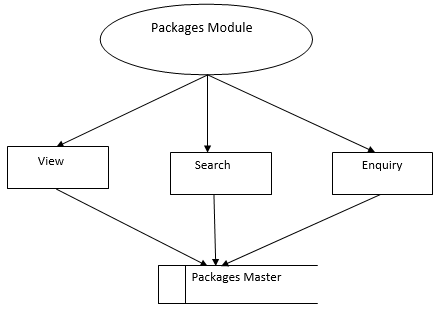 Packages Module
View
Search
Enquiry
Packages Master